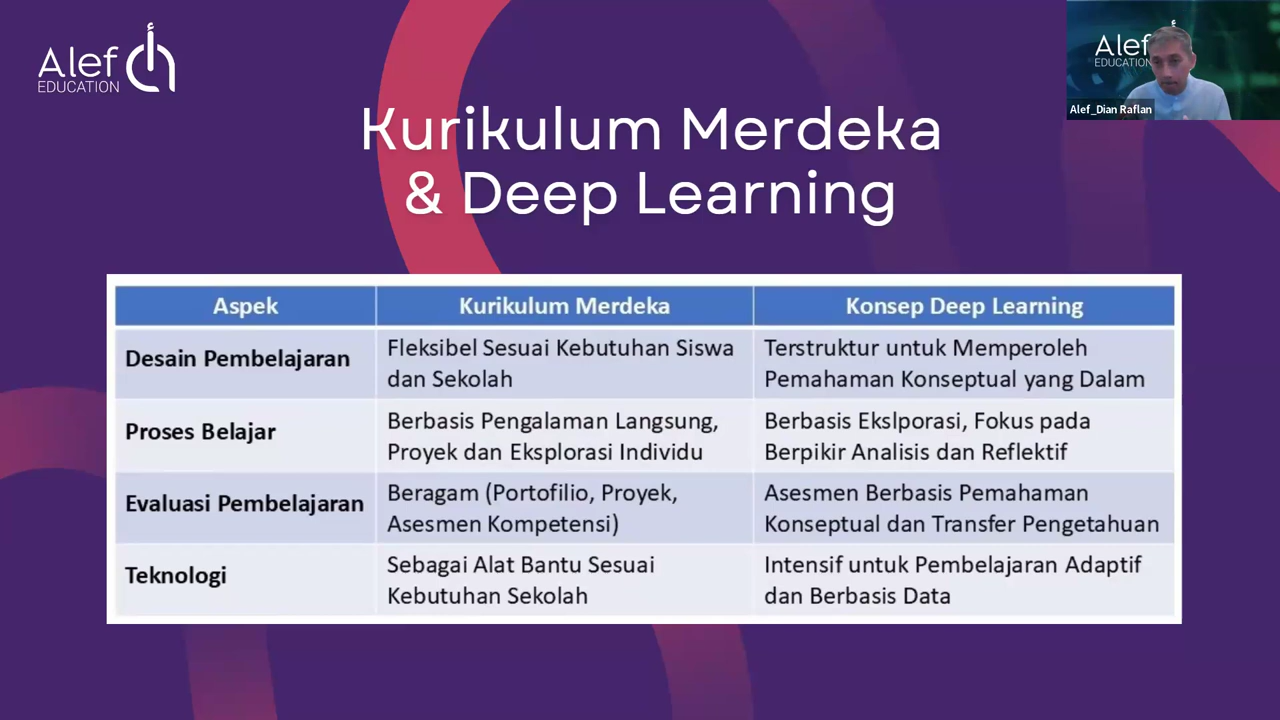 Alef
EDUCATION
Alef
EDUCATION
Alef_Dian Raflan
Kurikulum Merdeka
& Deep Learning
Aspek
Kurikulum Merdeka
Konsep Deep Learning
Desain Pembelajaran
Fleksibel Sesuai Kebutuhan Siswa
dan Sekolah
Terstruktur untuk Memperoleh
Pemahaman Konseptual yang Dalam
Proses Belajar
Berbasis Pengalaman Langsung,
Proyek dan Eksplorasi Individu
Berbasis Ekslporasi, Fokus pada
Berpikir Analisis dan Reflektif
Evaluasi Pembelajaran
Beragam (Portofilio, Proyek,
Asesmen Kompetensi)
Asesmen Berbasis Pemahaman
Konseptual dan Transfer Pengetahuan
Teknologi
Sebagai Alat Bantu Sesuai
Kebutuhan Sekolah
Intensif untuk Pembelajaran Adaptif
dan Berbasis Data